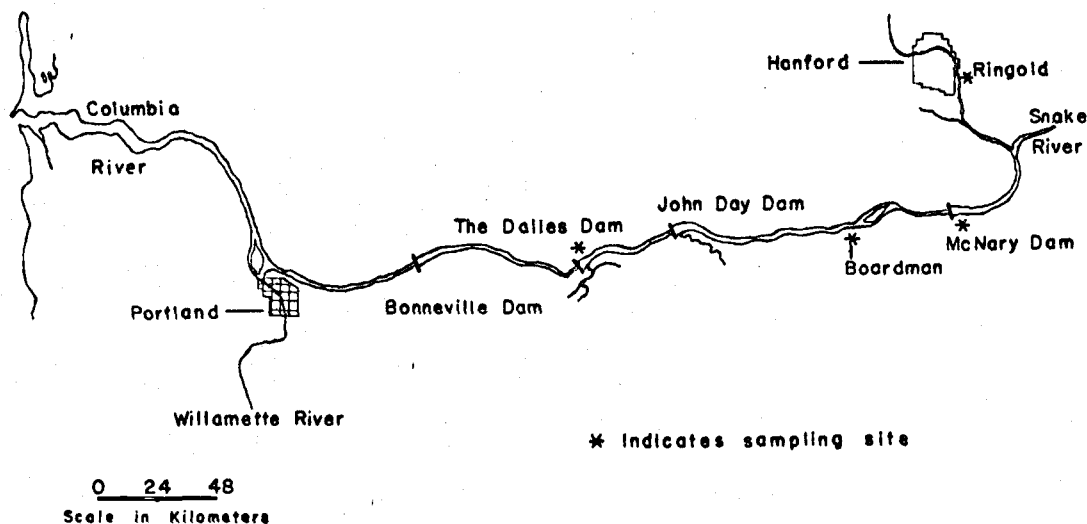 Hanford
Ringold
Columbia
Snake
River
River
The Dalles Dam
John Day Dam
McNary Dam
Boardman
Bonneville Dam
Portland
Willamette River
* Indicates sampling site
0 24 48
Scale in Kilometers